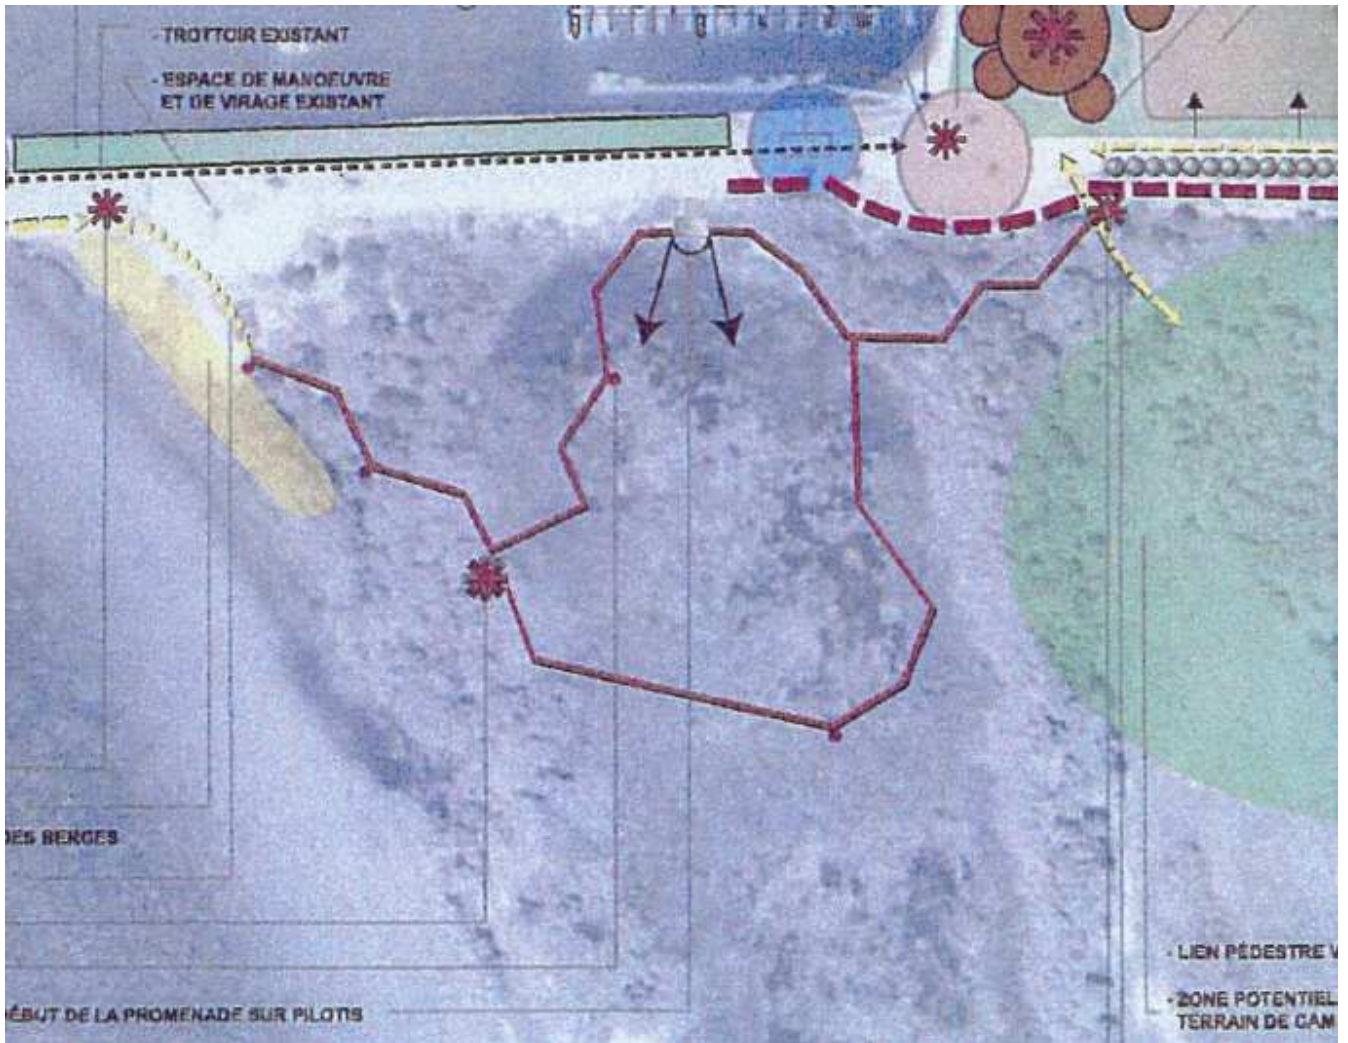 - TROTTOIR EXISTANT
- ESPACE DE MANOEUVRE
ET DE VIRAGE EXISTANT
DES BERGES
ÉBUT DE LA PROMENADE SUR PILOTIS
- LIEN PÉDESTRE V
- ZONE POTENTIEL
TERRAIN DE CAM